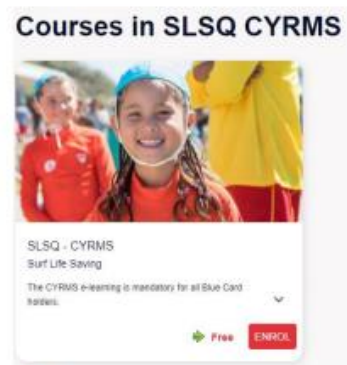 Courses in SLSQ CYRMS
SLSQ - CYRMS
Surf Life Saving
The CYRMS e-learning is mandatory for all Blue Card
holders.
Free
ENROL